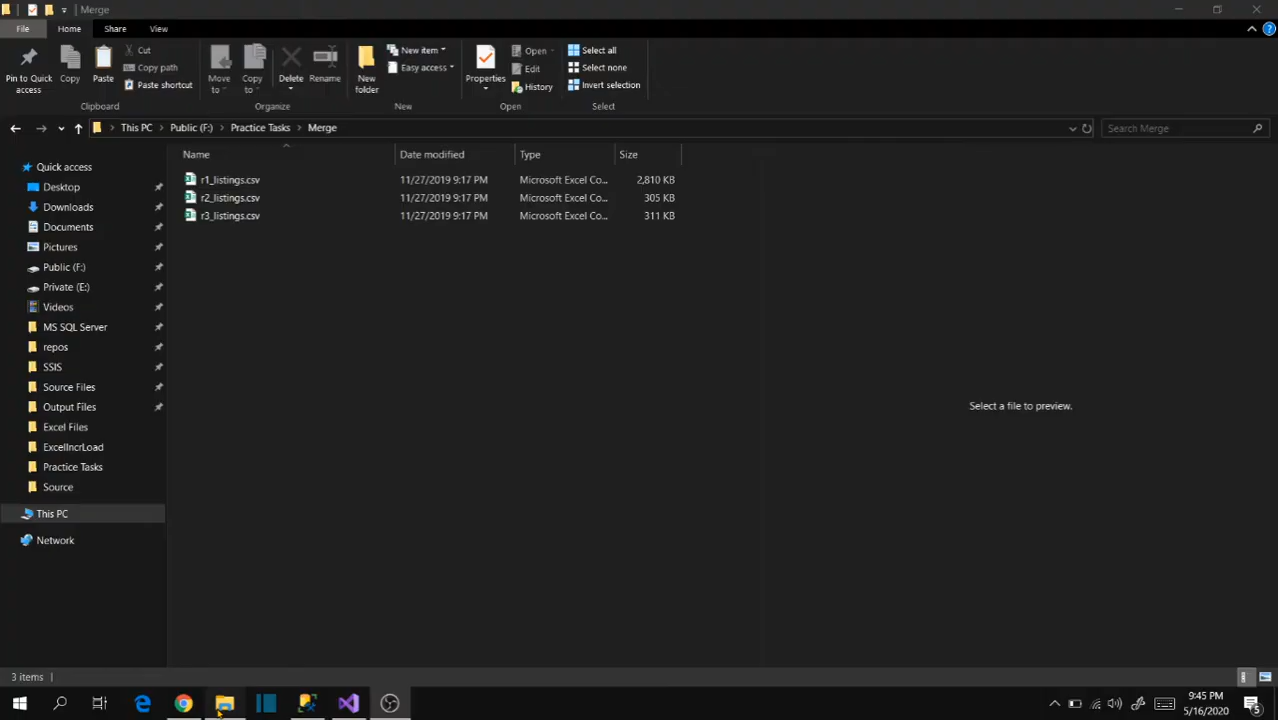 Merge
File Home Share View
Pin to Quick access
Copy
Paste
Cut
Copy path
Paste shortcut
Clipboard
Move to
Copy to
Delete
Rename
Organize
New folder
New item
Easy access
New
Properties
Open
Edit
History
Open
Select all
Select none
Invert selection
Select
This PC > Public (F:) > Practice Tasks > Merge
Search Merge
Name Date modified Type Size
r1_listings.csv 11/27/2019 9:17 PM Microsoft Excel Co... 2,810 KB
r2_listings.csv 11/27/2019 9:17 PM Microsoft Excel Co... 305 KB
r3_listings.csv 11/27/2019 9:17 PM Microsoft Excel Co... 311 KB
Quick access
Desktop
Downloads
Documents
Pictures
Public (F:)
Private (E:)
Videos
MS SQL Server
repos
SSIS
Source Files
Output Files
Excel Files
ExcelIncrLoad
Practice Tasks
Source
This PC
Network
Select a file to preview.
3 items
9:45 PM
5/16/2020
5